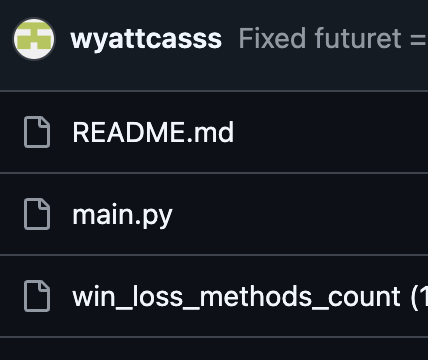 wyattcasss Fixed futuret =
README.md
main.py
win_loss_methods_count (1